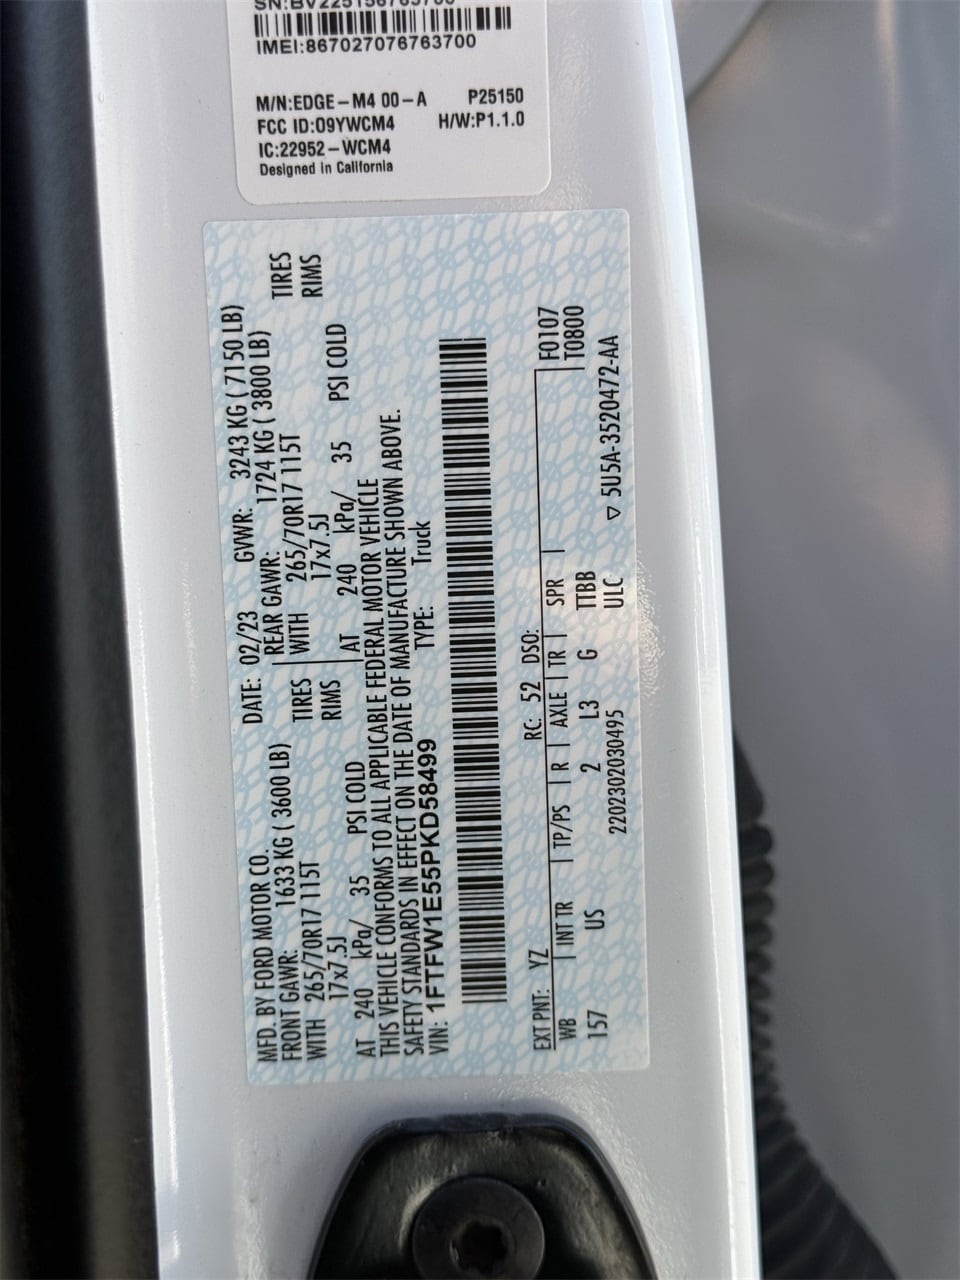 IMEI:867027076763700
M/N:EDGE-M4 00-A P25150
FCC ID:O9YWCM4 H/W:P1.1.0
IC:22952-WCM4
Designed in California
MFD. BY FORD MOTOR CO. DATE: 02/23 GVWR: 3243 KG ( 7150 LB)
FRONT GAWR: 1633 KG ( 3600 LB) REAR GAWR: 1724 KG ( 3800 LB)
WITH 265/70R17 115T TIRES WITH 265/70R17 115T TIRES
17x7.5J RIMS 17x7.5J RIMS
AT 240 kPa/ 35 PSI COLD AT 240 kPa/ 35 PSI COLD
THIS VEHICLE CONFORMS TO ALL APPLICABLE FEDERAL MOTOR VEHICLE
SAFETY STANDARDS IN EFFECT ON THE DATE OF MANUFACTURE SHOWN ABOVE.
VIN: 1FTFW1E55PKD58499 TYPE: Truck
EXT PNT: YZ RC: 52 DSO: F0107
WB INT TR TP/PS R AXLE TR SPR T0800
157 US 2 L3 G TTBB
2202302030495 ULC ▽ 5U5A-3520472-AA